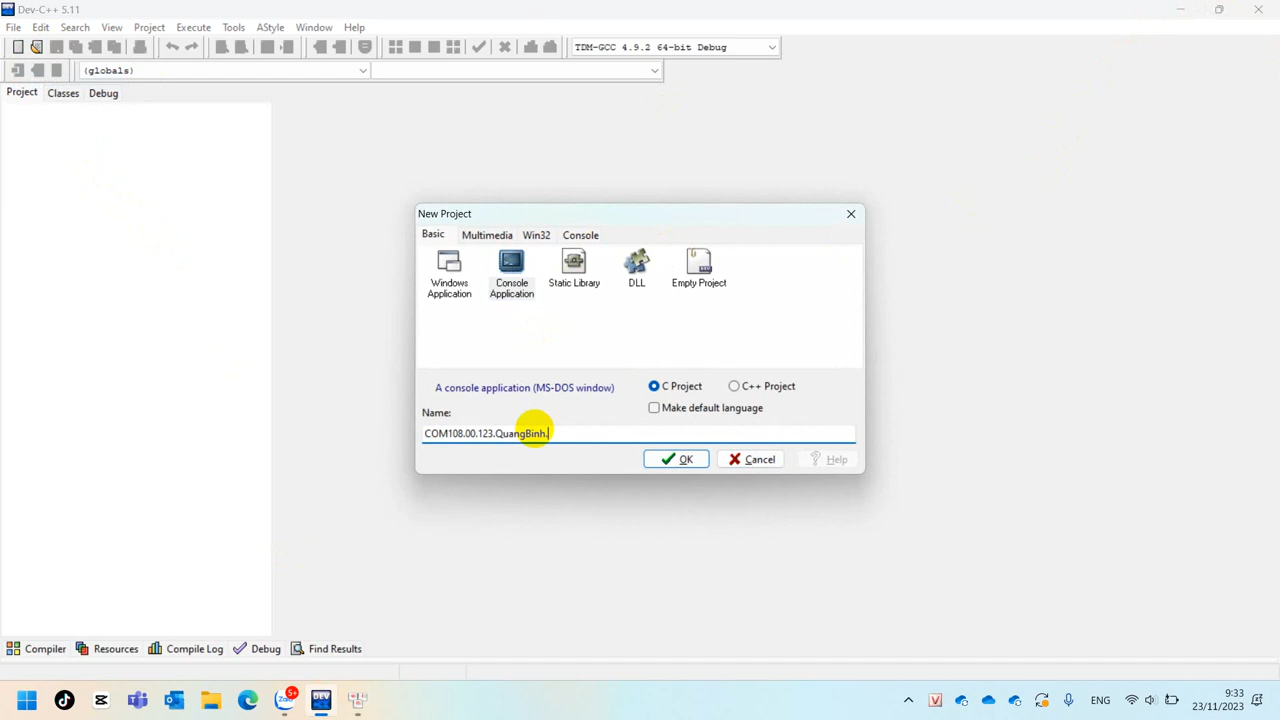 Dev-C++ 5.11
File Edit Search View Project Execute Tools AStyle Window Help
TDM-GCC 4.9.2 64-bit Debug
(globals)
Project Classes Debug
New Project
Basic Multimedia Win32 Console
Windows Application
Console Application
Static Library
DLL
Empty Project
A console application (MS-DOS window)
C Project C++ Project
Make default language
Name:
COM108.00.123.QuangBinh.
OK Cancel Help
Compiler Resources Compile Log Debug Find Results
5+
Zalo
DEV
ENG
9:33
23/11/2023